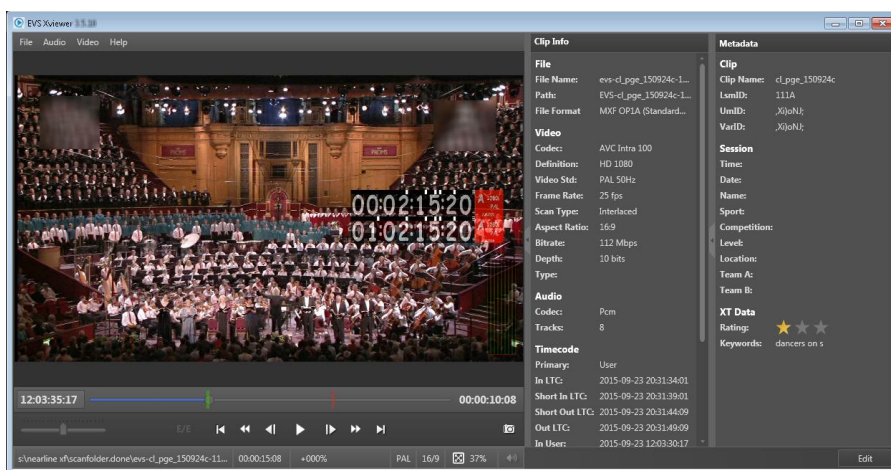 EVS Xviewer 3.5.18
File Audio Video Help
PROMS
PROMS
00:02:15:20
01:02:15:20
12:03:35:17
00:00:10:08
E/E
s:\nearline xf\scanfolder.done\evs-cl_pge_150924c-11...
00:00:15:08
+000%
PAL
16/9
37%
Clip Info
File
File Name: evs-cl_pge_150924c-1...
Path: EVS-cl_pge_150924c-1...
File Format MXF OP1A (Standard...
Video
Codec: AVC Intra 100
Definition: HD 1080
Video Std: PAL 50Hz
Frame Rate: 25 fps
Scan Type: Interlaced
Aspect Ratio: 16:9
Bitrate: 112 Mbps
Depth: 10 bits
Type:
Audio
Codec: Pcm
Tracks: 8
Timecode
Primary: User
In LTC: 2015-09-23 20:31:34:01
Short In LTC: 2015-09-23 20:31:39:01
Short Out LTC: 2015-09-23 20:31:44:09
Out LTC: 2015-09-23 20:31:49:09
In User: 2015-09-23 12:03:30:17
Metadata
Clip
Clip Name: cl_pge_150924c
LsmID: 111A
UmID: ,Xi}oNJ;
VarID: ,Xi}oNJ;
Session
Time:
Date:
Name:
Sport:
Competition:
Level:
Location:
Team A:
Team B:
XT Data
Rating:
Keywords: dancers on s
Edit